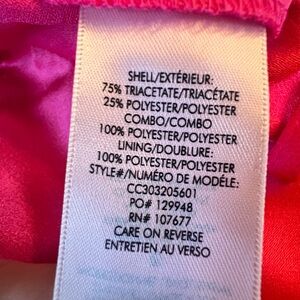 SHELL/EXTÉRIEUR:
75% TRIACETATE/TRIACÉTATE
25% POLYESTER/POLYESTER
COMBO/COMBO
100% POLYESTER/POLYESTER
LINING/DOUBLURE:
100% POLYESTER/POLYESTER
STYLE#/NUMÉRO DE MODÉLE:
CC303205601
PO# 129948
RN# 107677
CARE ON REVERSE
ENTRETIEN AU VERSO